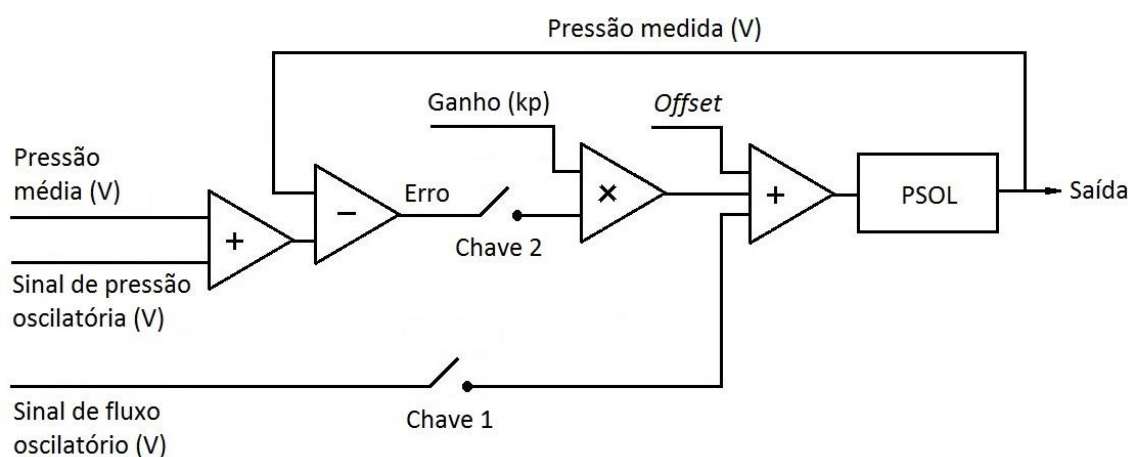 Pressão medida (V)
Ganho (kp)
Offset
Pressão
média (V)
Erro
Chave 2
PSOL
Saída
+
−
×
+
Sinal de pressão
oscilatória (V)
Chave 1
Sinal de fluxo
oscilatório (V)